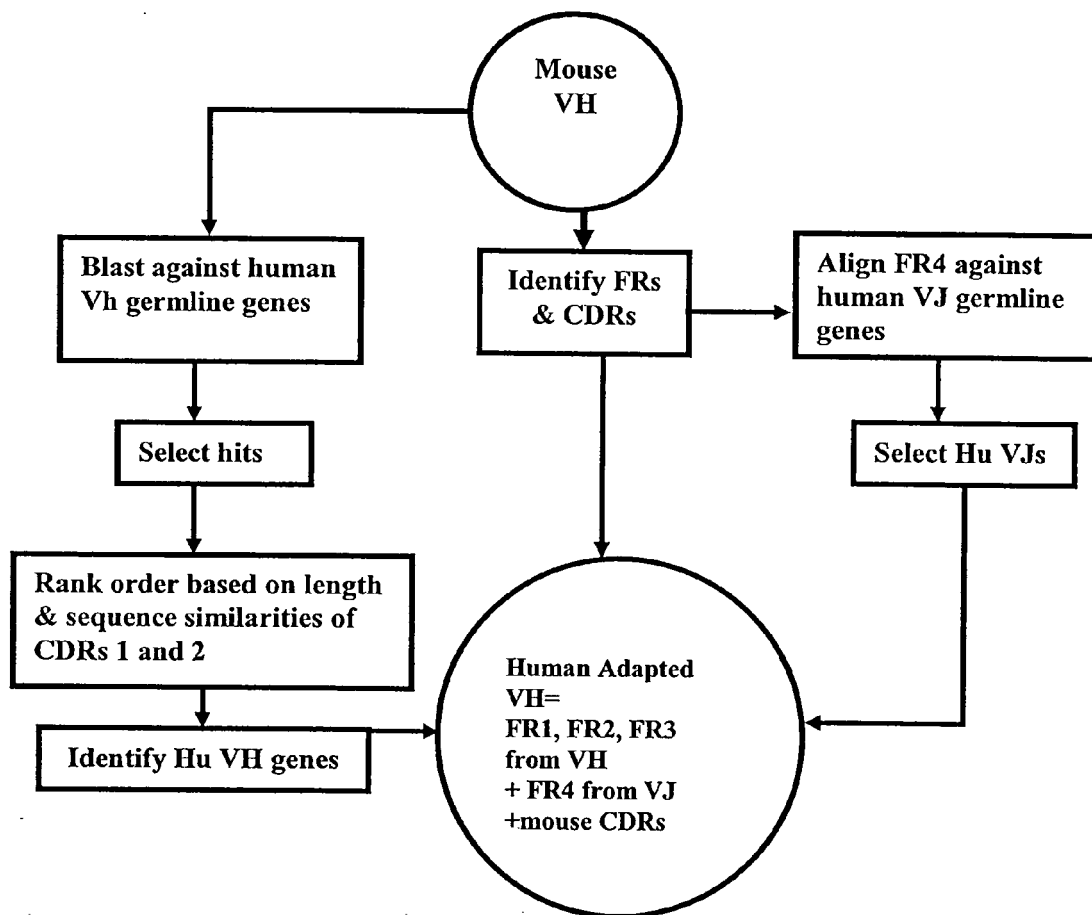 Mouse
VH
Blast against human
Vh germline genes
Identify FRs
& CDRs
Align FR4 against
human VJ germline
genes
Select hits
Select Hu VJs
Rank order based on length
& sequence similarities of
CDRs 1 and 2
Identify Hu VH genes
Human Adapted
VH=
FR1, FR2, FR3
from VH
+ FR4 from VJ
+mouse CDRs